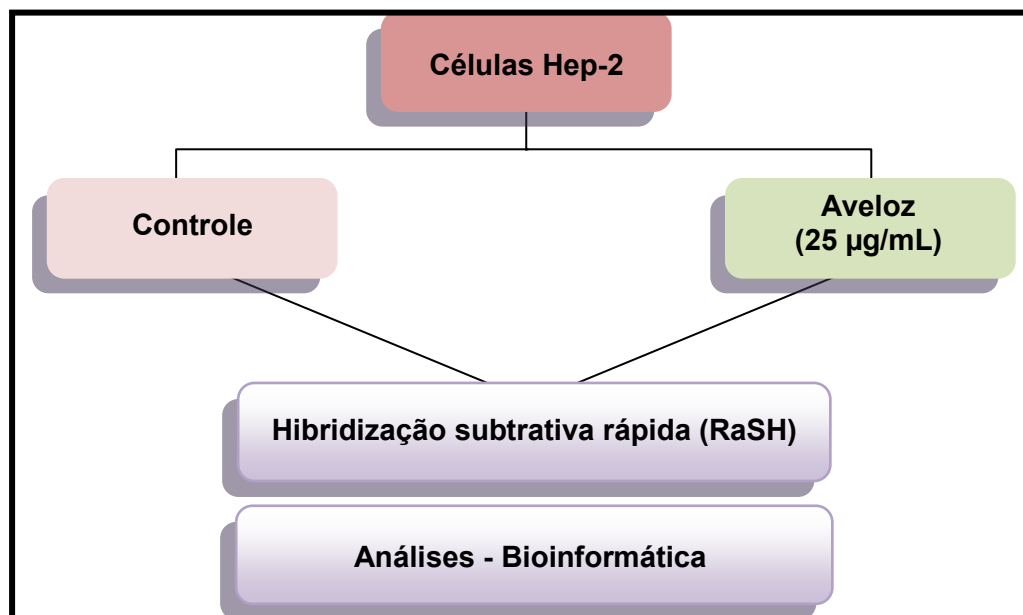 Células Hep-2
Controle
Aveloz
(25 µg/mL)
Hibridização subtrativa rápida (RaSH)
Análises - Bioinformática